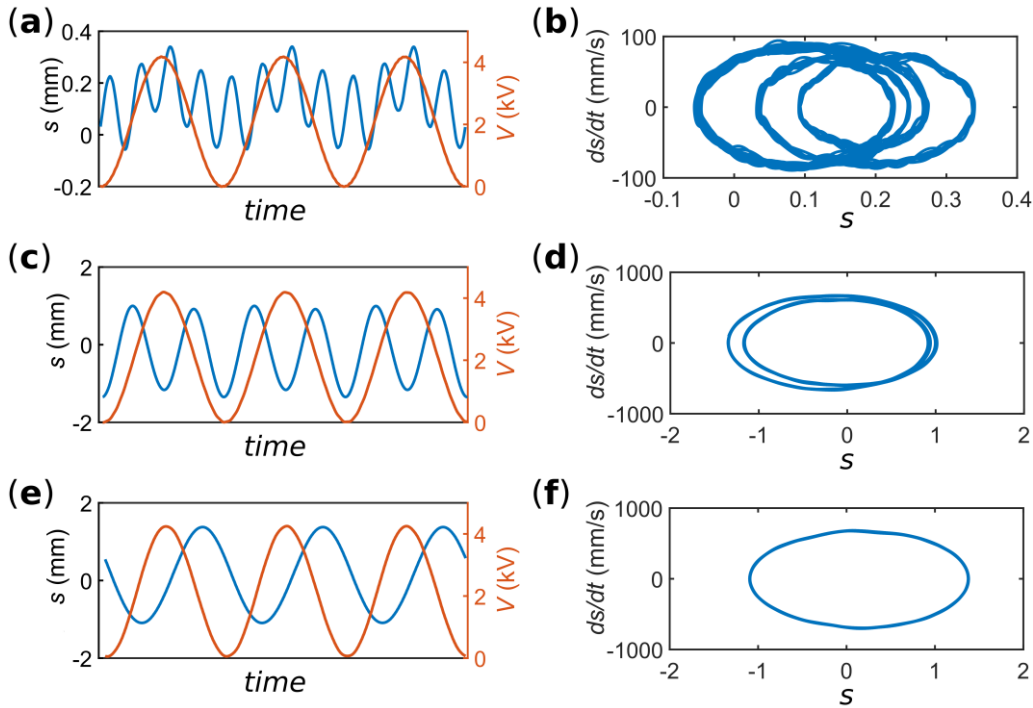 (a)
0.4
0.2
0
-0.2
s (mm)
4
2
0
V (kV)
time
(b)
100
0
-100
ds/dt (mm/s)
-0.1 0 0.1 0.2 0.3 0.4
s
(c)
2
0
-2
s (mm)
4
2
0
V (kV)
time
(d)
1000
0
-1000
ds/dt (mm/s)
-2 -1 0 1 2
s
(e)
2
0
-2
s (mm)
4
2
0
V (kV)
time
(f)
1000
0
-1000
ds/dt (mm/s)
-2 -1 0 1 2
s